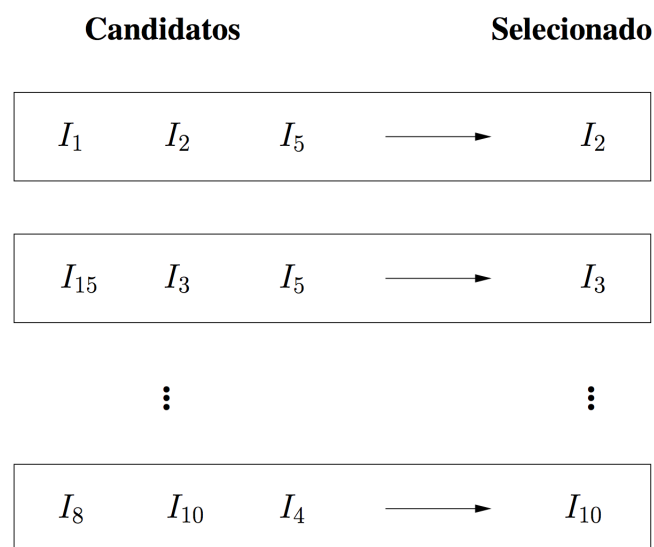 Candidatos Selecionado
I₁ I₂ I₅ I₂
I₁₅ I₃ I₅ I₃
I₈ I₁₀ I₄ I₁₀